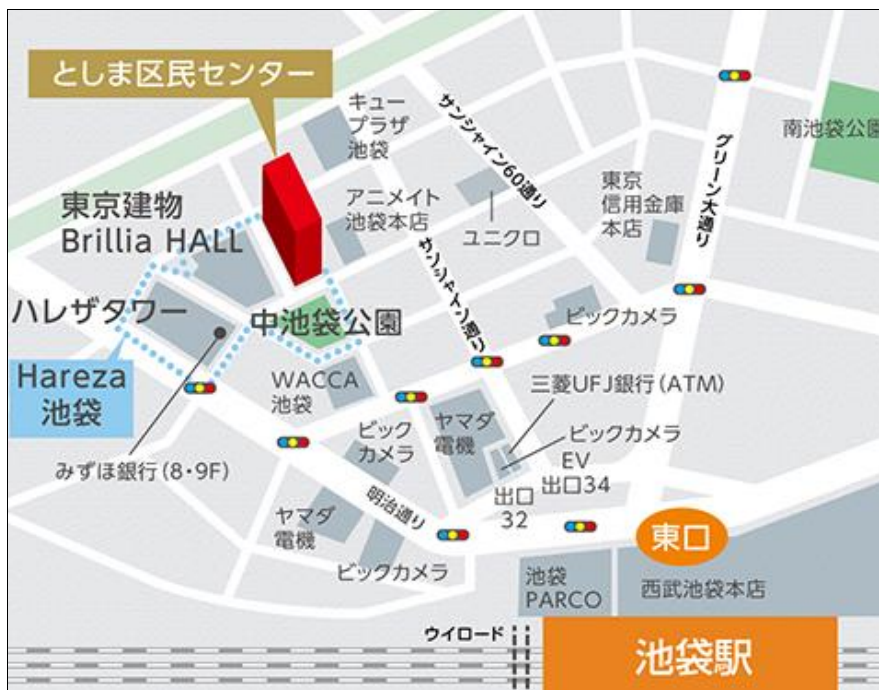 としま区民センター
キュー
プラザ
池袋
サンシャイン60通り
グリーン大通り
南池袋公園
東京建物
Brillia HALL
アニメイト
池袋本店
ユニクロ
東京
信用金庫
本店
サンシャイン通り
ハレザタワー
中池袋公園
ビックカメラ
Hareza
池袋
WACCA
池袋
三菱UFJ銀行(ATM)
ヤマダ
電機
ビック
カメラ
ビックカメラ
EV
出口34
出口
32
みずほ銀行(8・9F)
明治通り
ヤマダ
電機
ビックカメラ
東口
池袋
PARCO
西武池袋本店
ウイロード
池袋駅